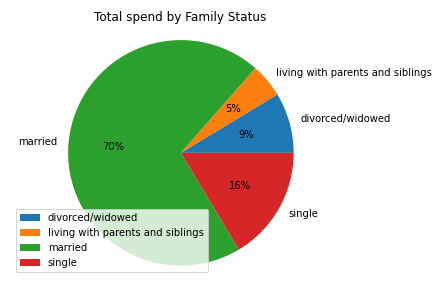 Total spend by Family Status
living with parents and siblings
5%
divorced/widowed
9%
married
70%
16%
single
divorced/widowed
living with parents and siblings
married
single